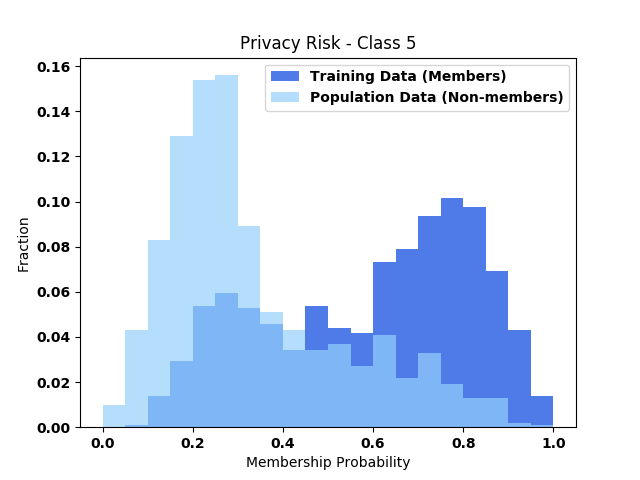 Privacy Risk - Class 5
Training Data (Members)
Population Data (Non-members)
0.16
0.14
0.12
0.10
0.08
0.06
0.04
0.02
0.00
Fraction
0.0 0.2 0.4 0.6 0.8 1.0
Membership Probability